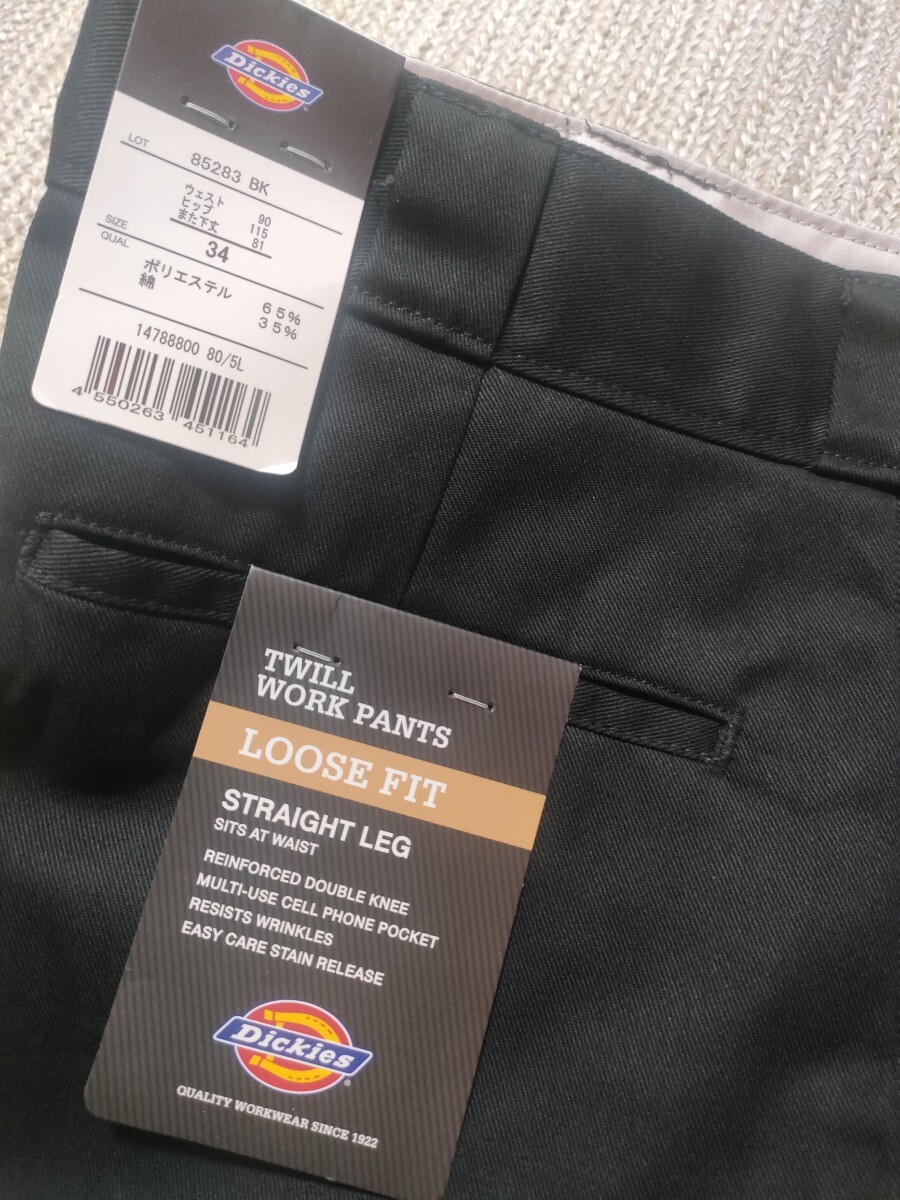 Dickies
LOT 85283 BK
ウェスト 90
ヒップ 115
また下丈 81
SIZE 34
QUAL
ポリエステル 65%
綿 35%
14788800 80/5L
4 550263 451164
TWILL
WORK PANTS
LOOSE FIT
STRAIGHT LEG
SITS AT WAIST
REINFORCED DOUBLE KNEE
MULTI-USE CELL PHONE POCKET
RESISTS WRINKLES
EASY CARE STAIN RELEASE
Dickies®
QUALITY WORKWEAR SINCE 1922